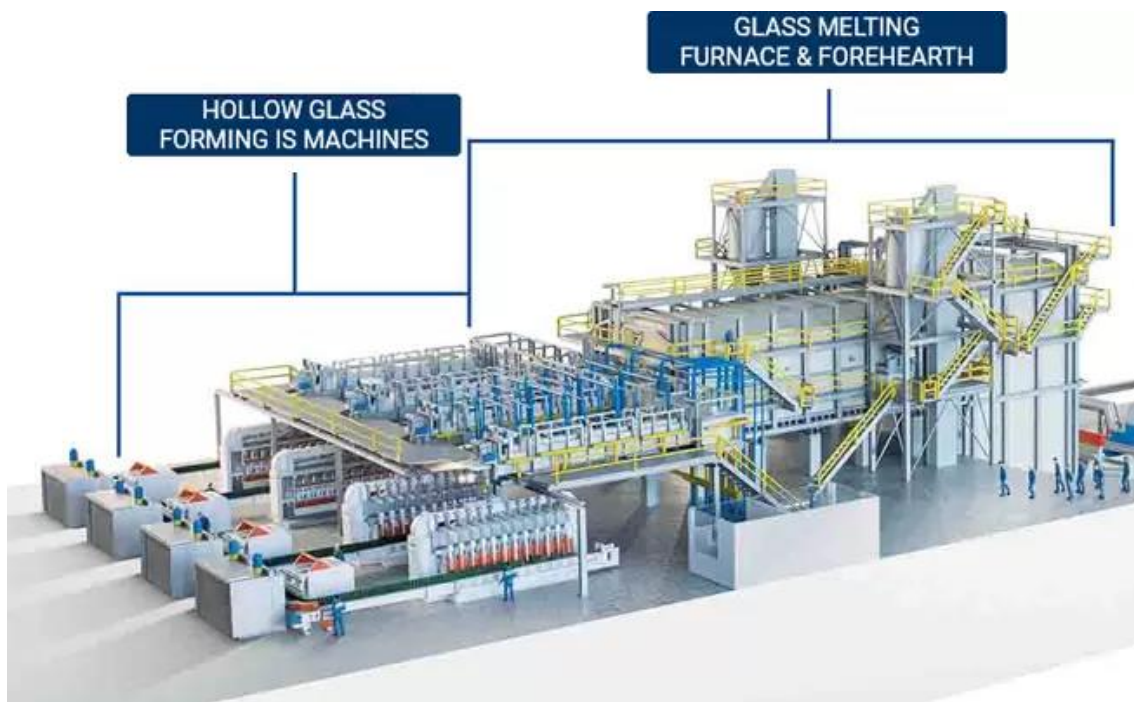 HOLLOW GLASS
FORMING IS MACHINES
GLASS MELTING
FURNACE & FOREHEARTH